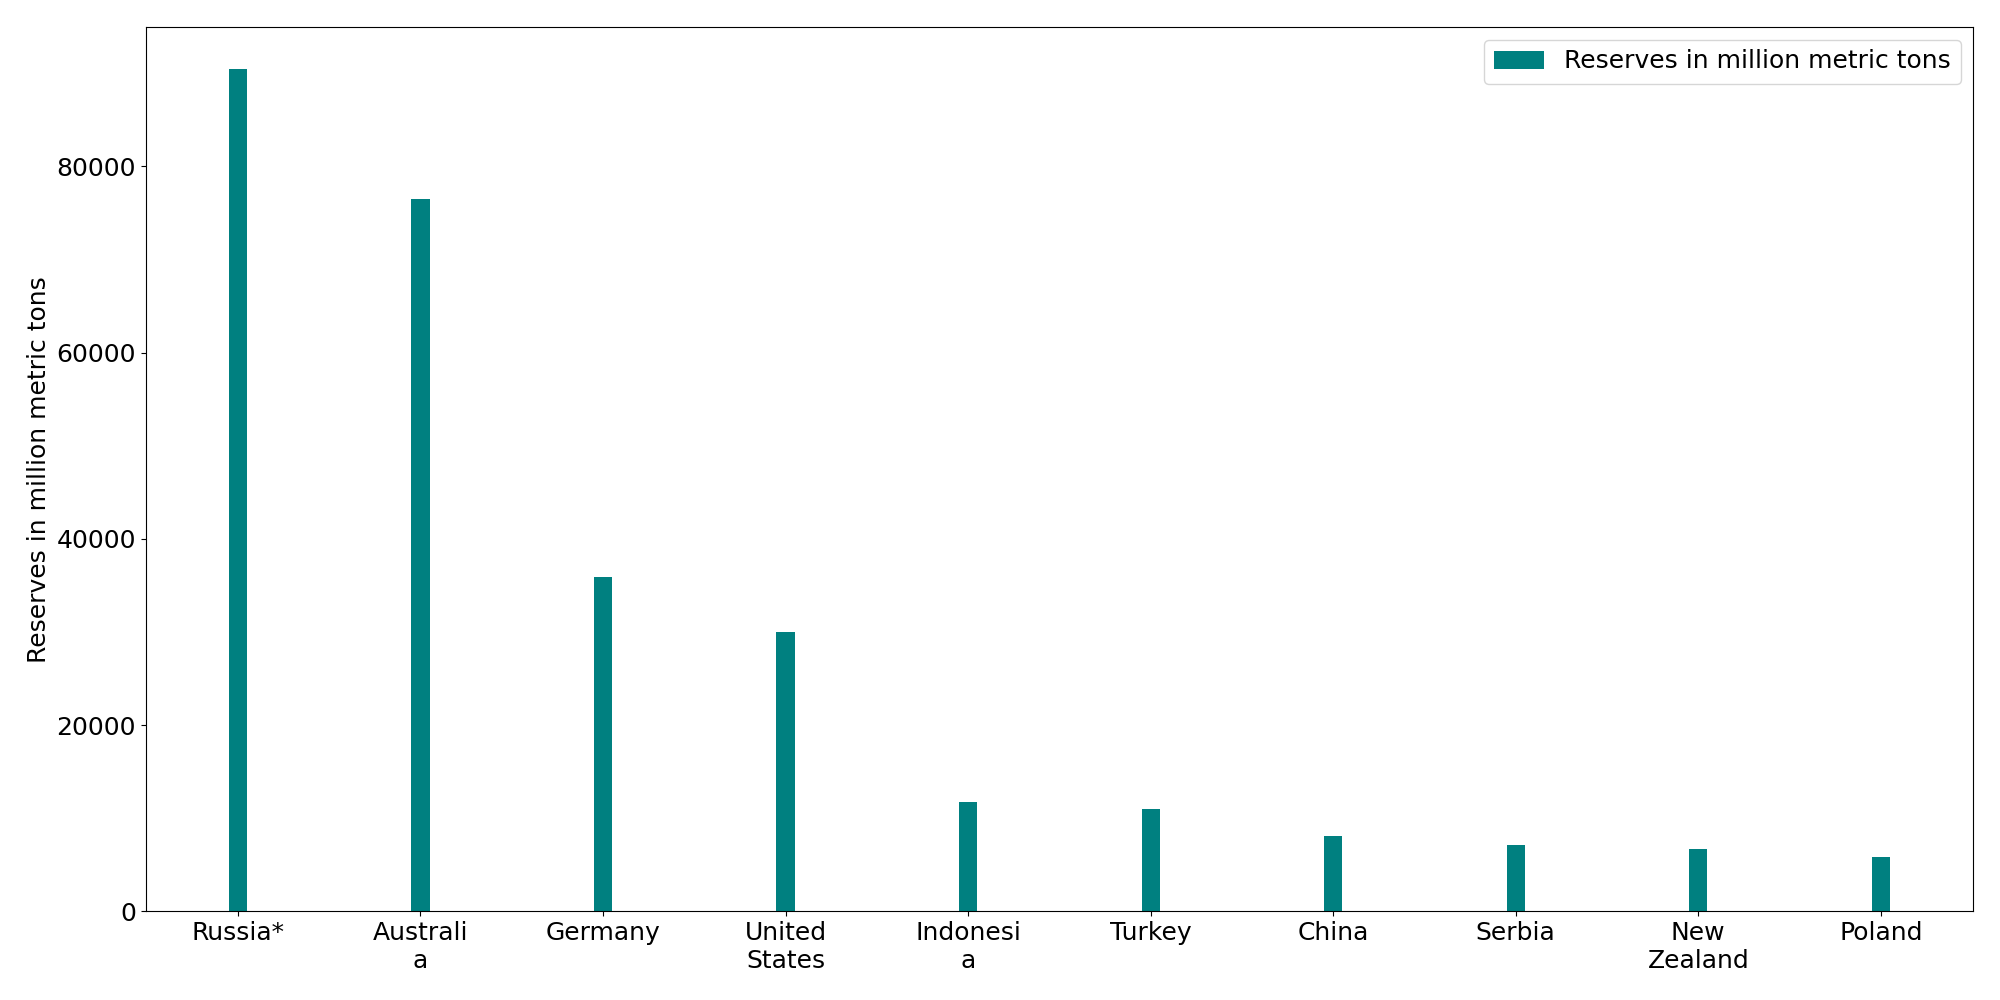 Reserves in million metric tons
Reserves in million metric tons
80000
60000
40000
20000
0
Russia*
Australi
a
Germany
United
States
Indonesi
a
Turkey
China
Serbia
New
Zealand
Poland